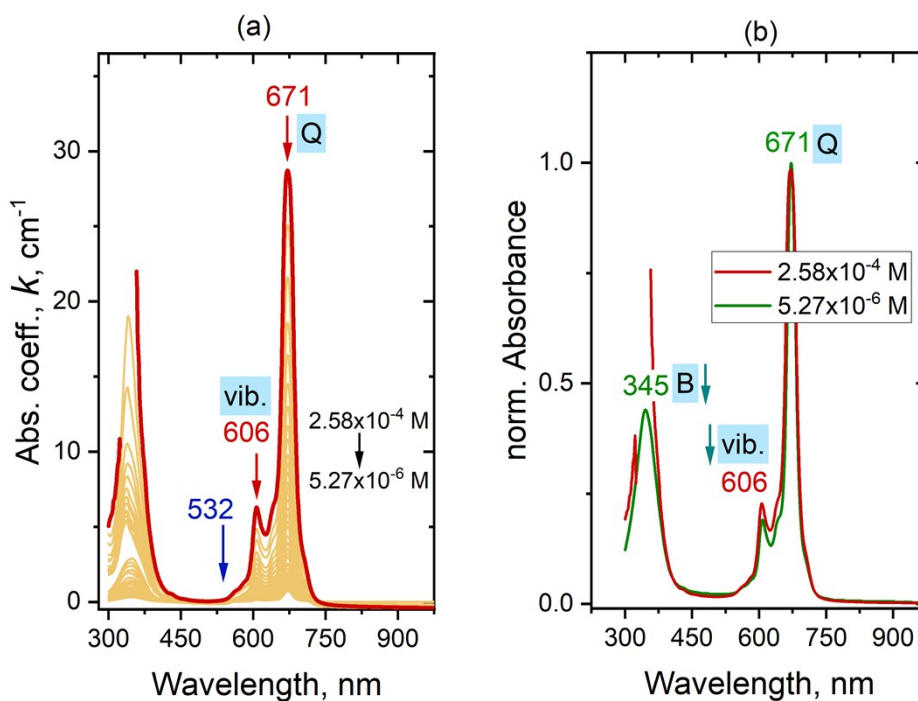 (a)
Abs. coeff., k, cm⁻¹
30
20
10
0
671
Q
vib.
606
532
2.58x10⁻⁴ M
5.27x10⁻⁶ M
300 450 600 750 900
Wavelength, nm
(b)
norm. Absorbance
1.0
0.5
0.0
671 Q
2.58x10⁻⁴ M
5.27x10⁻⁶ M
345 B
vib.
606
300 450 600 750 900
Wavelength, nm